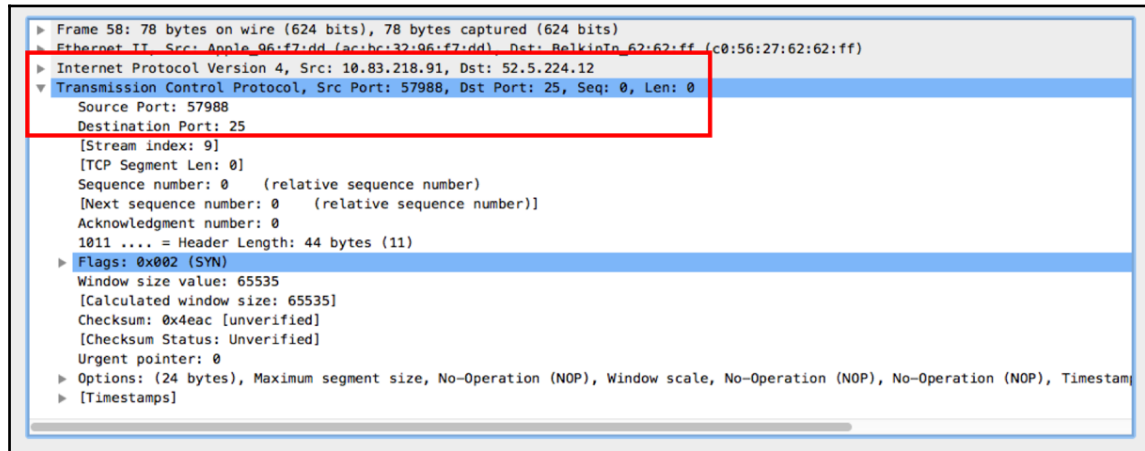 Frame 58: 78 bytes on wire (624 bits), 78 bytes captured (624 bits)
Ethernet II, Src: Apple_96:f7:dd (ac:bc:32:96:f7:dd), Dst: BelkinIn_62:62:ff (c0:56:27:62:62:ff)
Internet Protocol Version 4, Src: 10.83.218.91, Dst: 52.5.224.12
Transmission Control Protocol, Src Port: 57988, Dst Port: 25, Seq: 0, Len: 0
Source Port: 57988
Destination Port: 25
[Stream index: 9]
[TCP Segment Len: 0]
Sequence number: 0 (relative sequence number)
[Next sequence number: 0 (relative sequence number)]
Acknowledgment number: 0
1011 .... = Header Length: 44 bytes (11)
Flags: 0x002 (SYN)
Window size value: 65535
[Calculated window size: 65535]
Checksum: 0x4eac [unverified]
[Checksum Status: Unverified]
Urgent pointer: 0
Options: (24 bytes), Maximum segment size, No-Operation (NOP), Window scale, No-Operation (NOP), No-Operation (NOP), Timestam
[Timestamps]